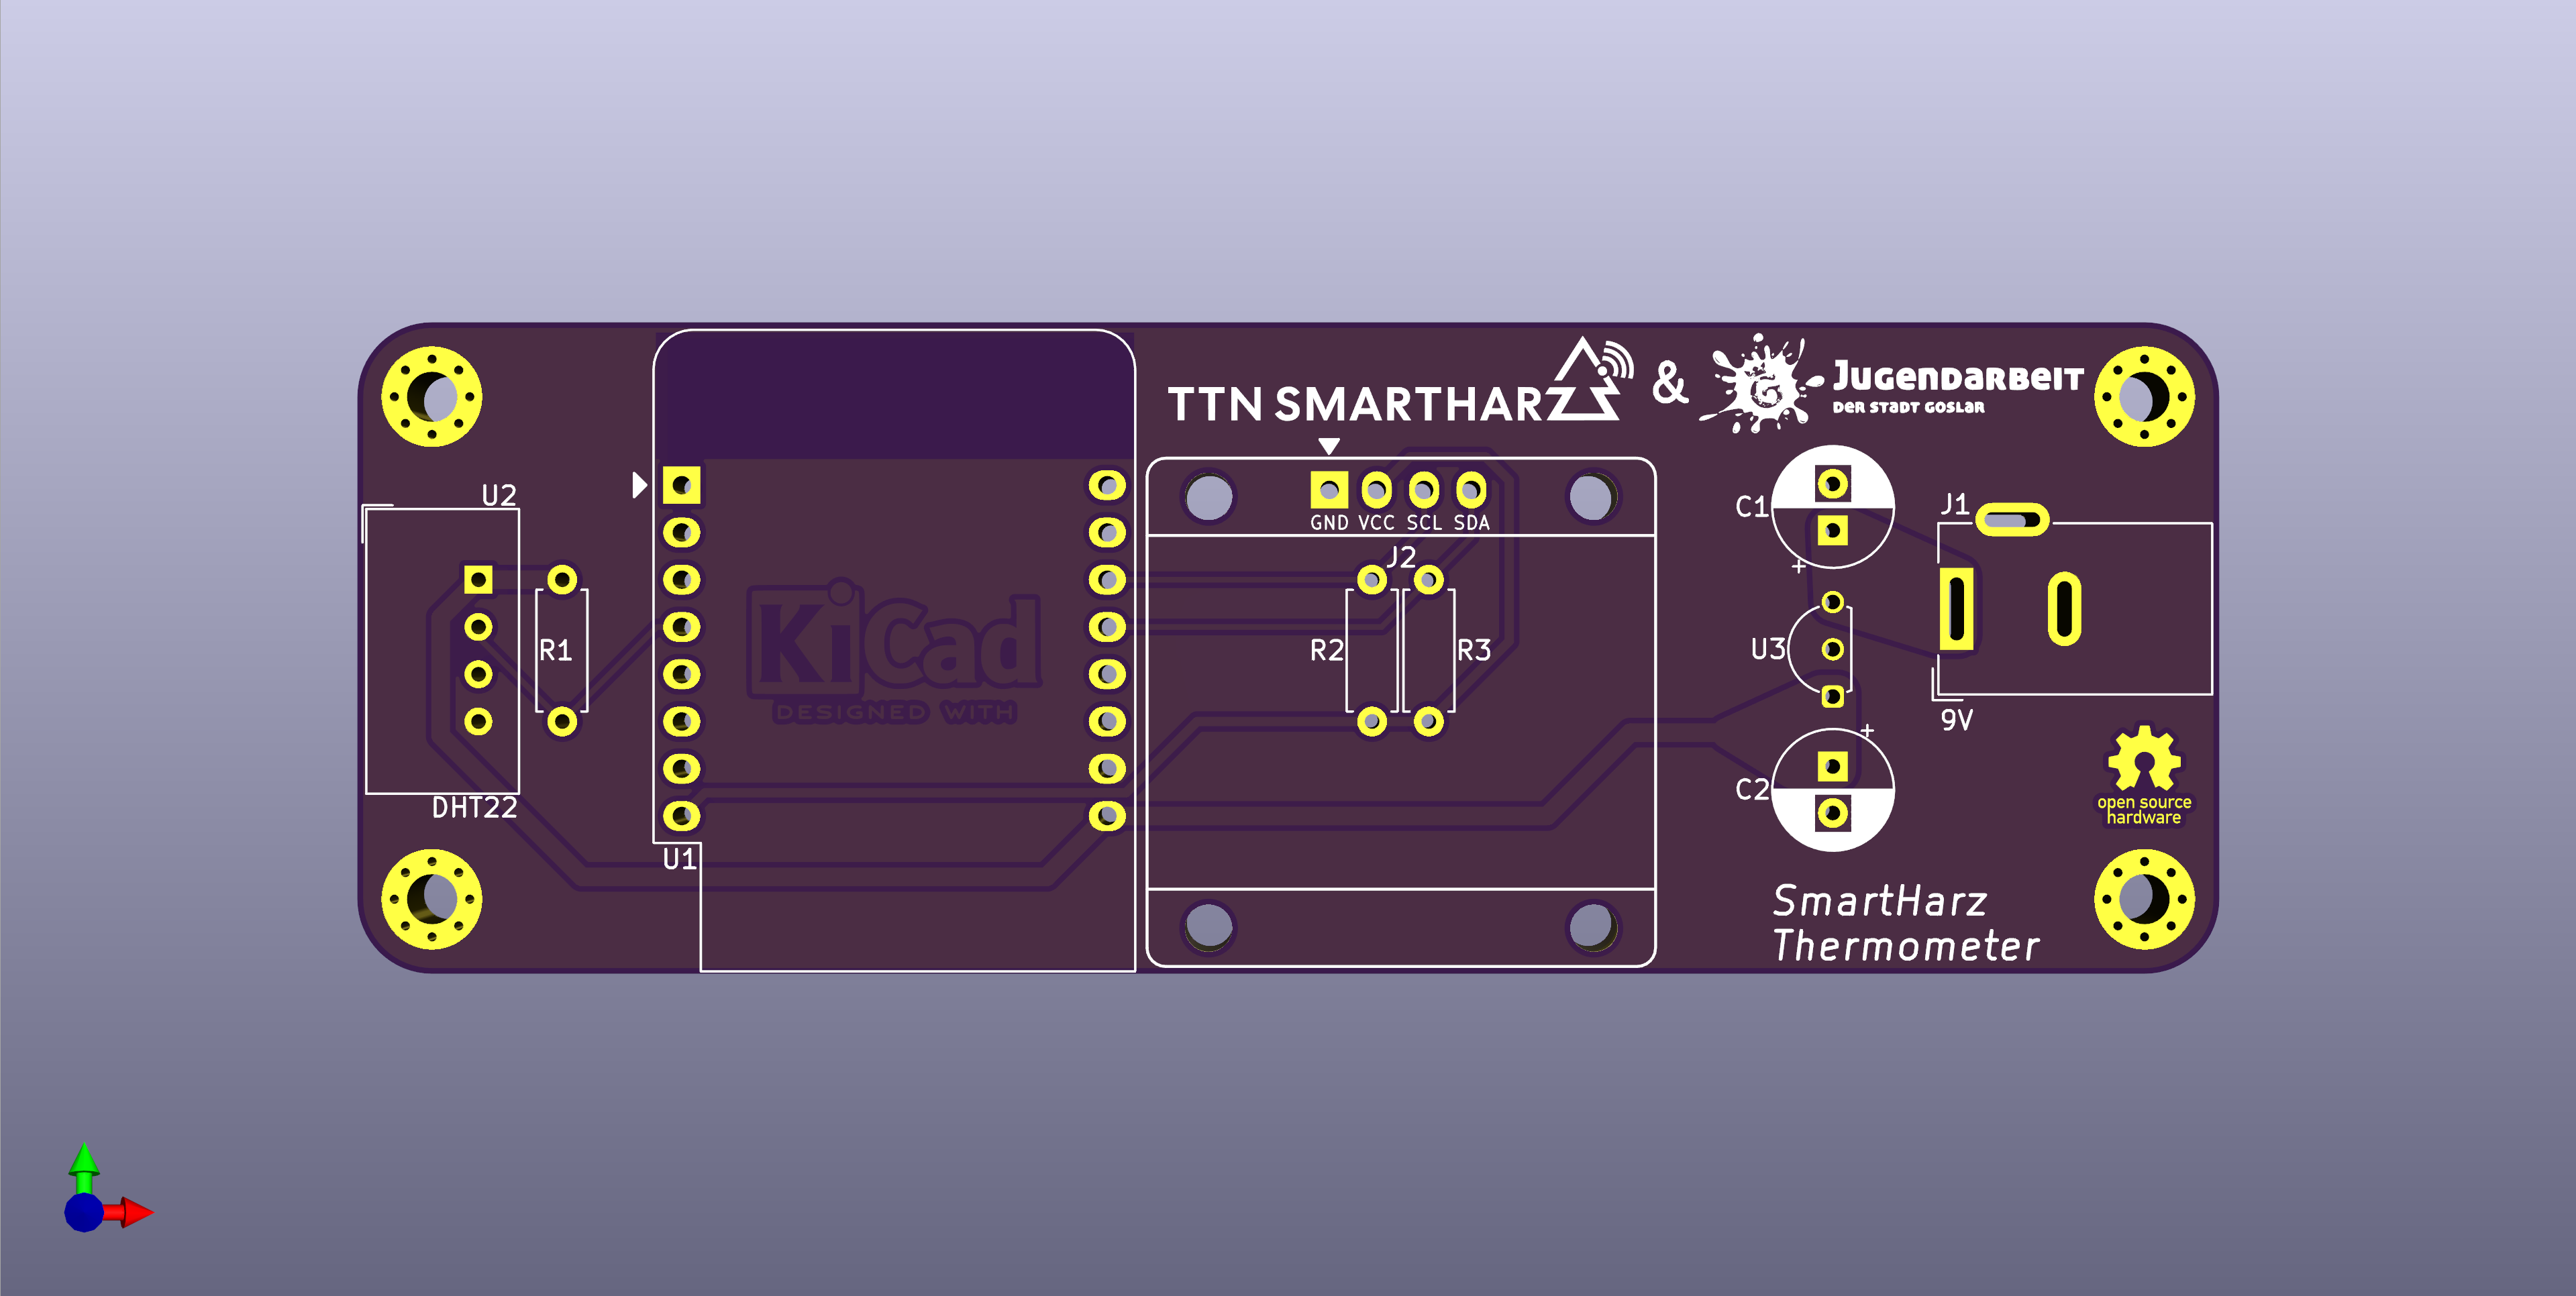 TTN SMARTHARZ & JUGENDARBEIT
DER STADT GOSLAR
GND VCC SCL SDA
J2
U2
C1
J1
R1
KiCad
DESIGNED WITH
R2
R3
U3
9V
C2
DHT22
U1
open source
hardware
SmartHarz
Thermometer
+
+